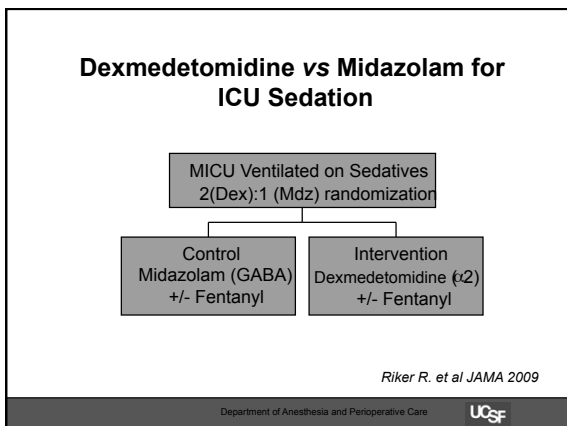 Dexmedetomidine vs Midazolam for
ICU Sedation
MICU Ventilated on Sedatives
2(Dex):1 (Mdz) randomization
Control
Midazolam (GABA)
+/- Fentanyl
Intervention
Dexmedetomidine (α2)
+/- Fentanyl
Riker R. et al JAMA 2009
Department of Anesthesia and Perioperative Care
UCSF